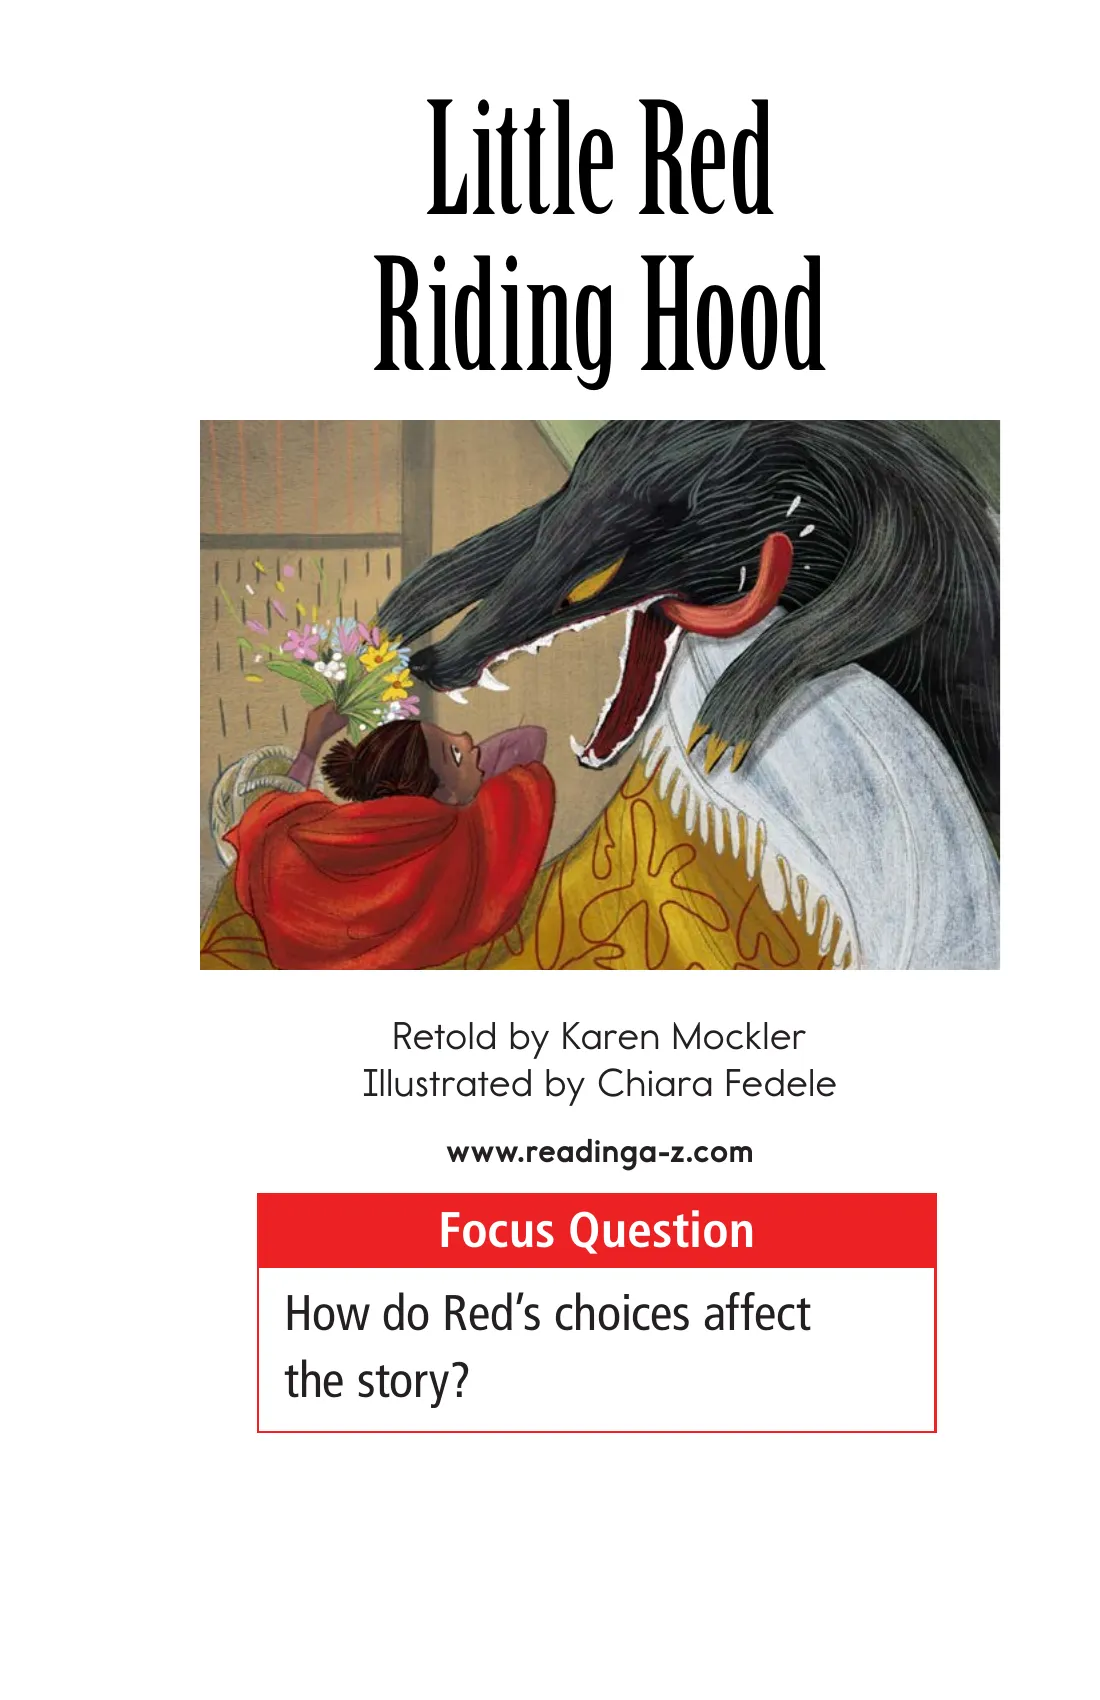 Little Red
Riding Hood
Retold by Karen Mockler
Illustrated by Chiara Fedele
www.readinga-z.com
Focus Question
How do Red’s choices affect
the story?